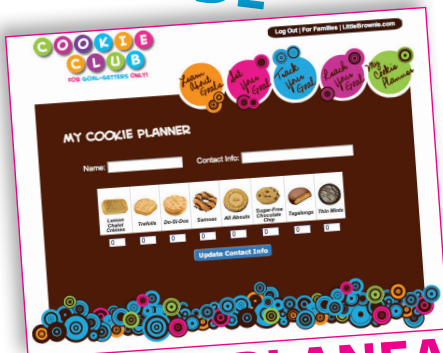 COOKIE
CLUB
FOR GOAL-GETTERS ONLY!
Log Out | For Families | LittleBrownie.com
Learn About Goals
Set Your Goal
Track Your Goal
Reach Your Goal
My Cookie Planner
MY COOKIE PLANNER
Name:
Contact Info:
Lemon Chalet Cremes
Trefoils
Do-Si-Dos
Samoas
All Abouts
Sugar-Free Chocolate Chip
Tagalongs
Thin Mints
0 0 0 0 0 0 0 0
Update Contact Info